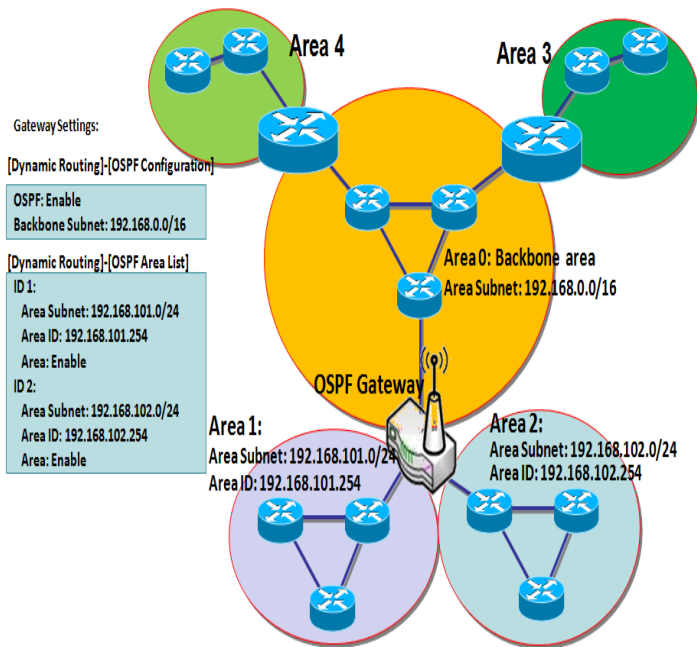 Area 4
Area 3
Gateway Settings:
[Dynamic Routing]-[OSPF Configuration]
OSPF: Enable
Backbone Subnet: 192.168.0.0/16
[Dynamic Routing]-[OSPF Area List]
ID 1:
Area Subnet: 192.168.101.0/24
Area ID: 192.168.101.254
Area: Enable
ID 2:
Area Subnet: 192.168.102.0/24
Area ID: 192.168.102.254
Area: Enable
Area 0: Backbone area
Area Subnet: 192.168.0.0/16
OSPF Gateway
Area 1:
Area Subnet: 192.168.101.0/24
Area ID: 192.168.101.254
Area 2:
Area Subnet: 192.168.102.0/24
Area ID: 192.168.102.254